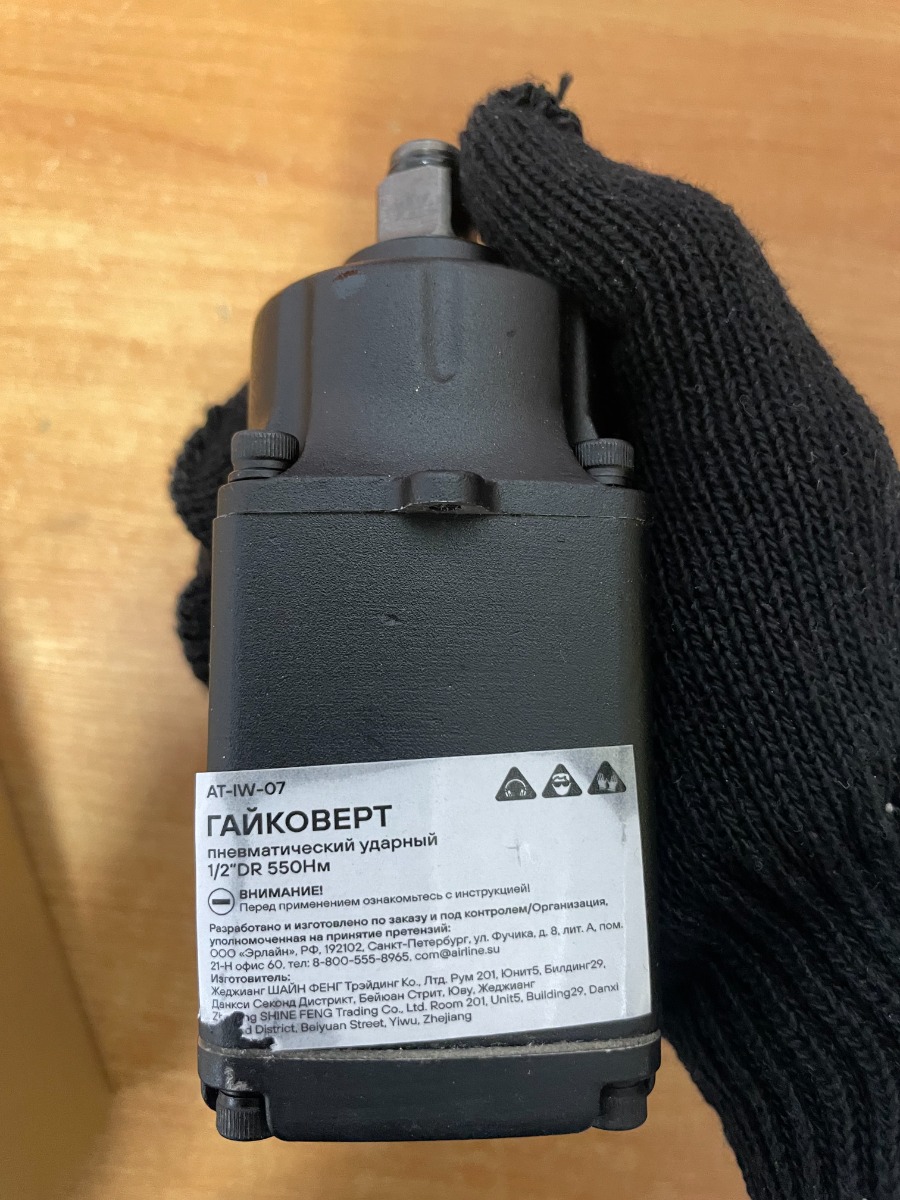 AT-IW-07
ГАЙКОВЕРТ
пневматический ударный
1/2"DR 550Нм
ВНИМАНИЕ!
Перед применением ознакомьтесь с инструкцией!
Разработано и изготовлено по заказу и под контролем/Организация,
уполномоченная на принятие претензий:
ООО «Эрлайн», РФ, 192102, Санкт-Петербург, ул. Фучика, д. 8, лит. А, пом.
21-Н офис 60, тел: 8-800-555-8965, com@airline.su
Изготовитель:
Жеджианг ШАЙН ФЕНГ Трэйдинг Ко., Лтд. Рум 201, Юнит5, Билдинг29,
Данкси Секонд Дистрикт, Бейюан Стрит, Юву, Жеджианг
SHINE FENG Trading Co., Ltd. Room 201, Unit5, Building29, Danxi
District, Beiyuan Street, Yiwu, Zhejiang